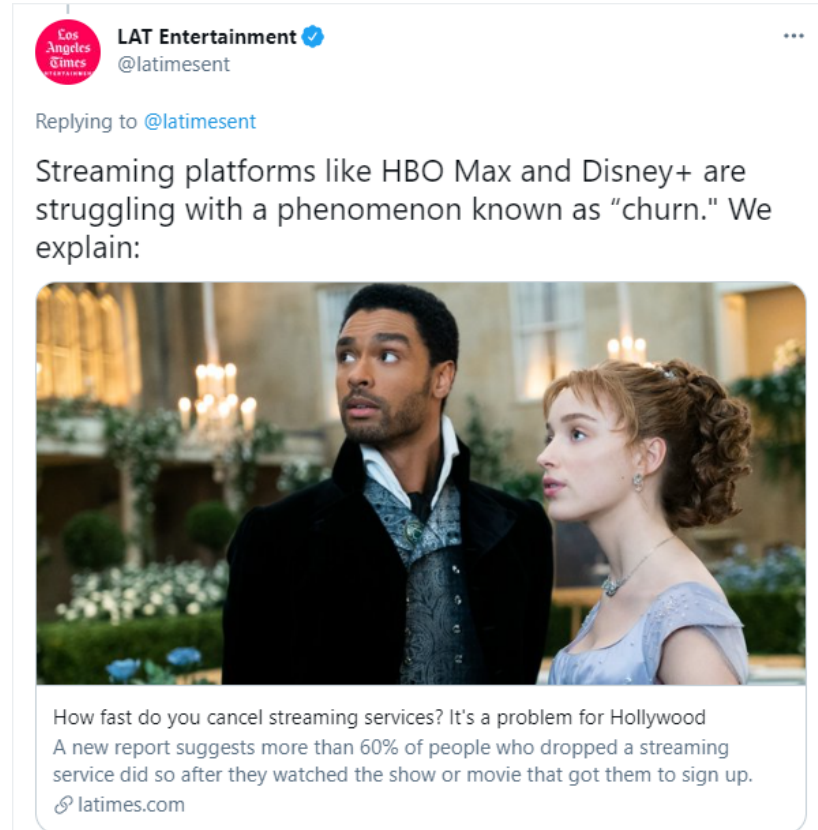 Los
Angeles
Times
ENTERTAINMENT
LAT Entertainment
@latimesent
Replying to @latimesent
Streaming platforms like HBO Max and Disney+ are
struggling with a phenomenon known as “churn." We
explain:
How fast do you cancel streaming services? It's a problem for Hollywood
A new report suggests more than 60% of people who dropped a streaming
service did so after they watched the show or movie that got them to sign up.
latimes.com